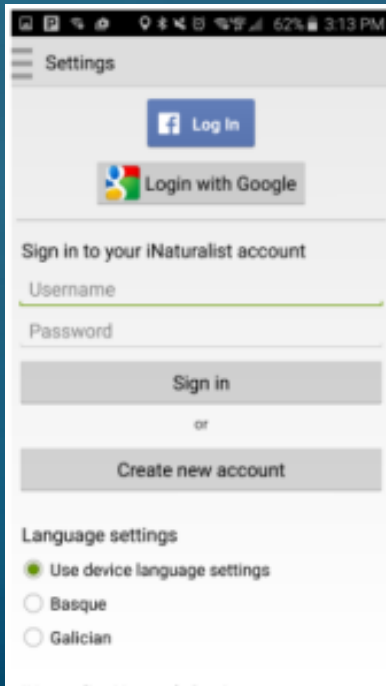 62% 3:13 PM
Settings
f Log In
Login with Google
Sign in to your iNaturalist account
Username
Password
Sign in
or
Create new account
Language settings
Use device language settings
Basque
Galician